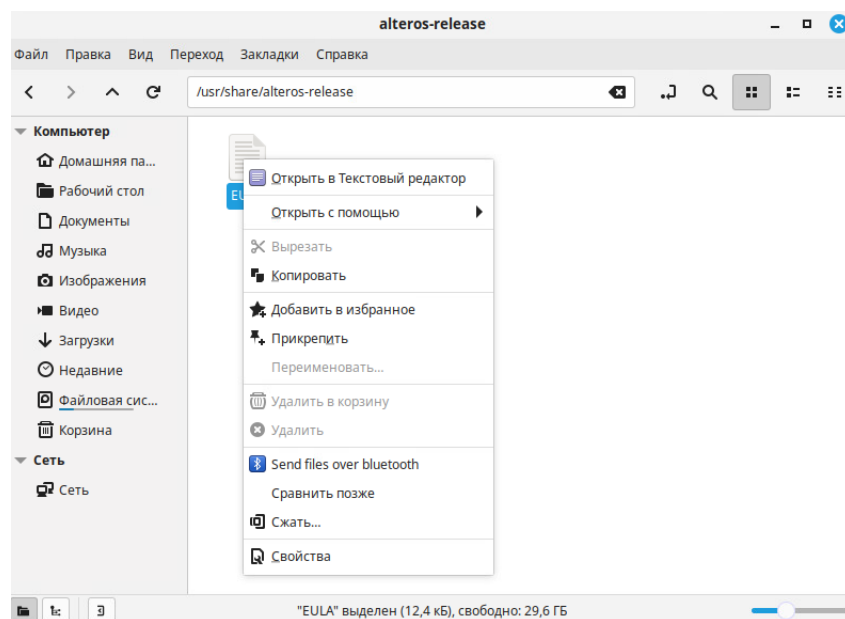 alteros-release
Файл Правка Вид Переход Закладки Справка
/usr/share/alteros-release
Компьютер
Домашняя па...
Рабочий стол
Документы
Музыка
Изображения
Видео
Загрузки
Недавние
Файловая сис...
Корзина
Сеть
Сеть
Открыть в Текстовый редактор
Открыть с помощью
Вырезать
Копировать
Добавить в избранное
Прикрепить
Переименовать...
Удалить в корзину
Удалить
Send files over bluetooth
Сравнить позже
Сжать...
Свойства
"EULA" выделен (12,4 кБ), свободно: 29,6 ГБ